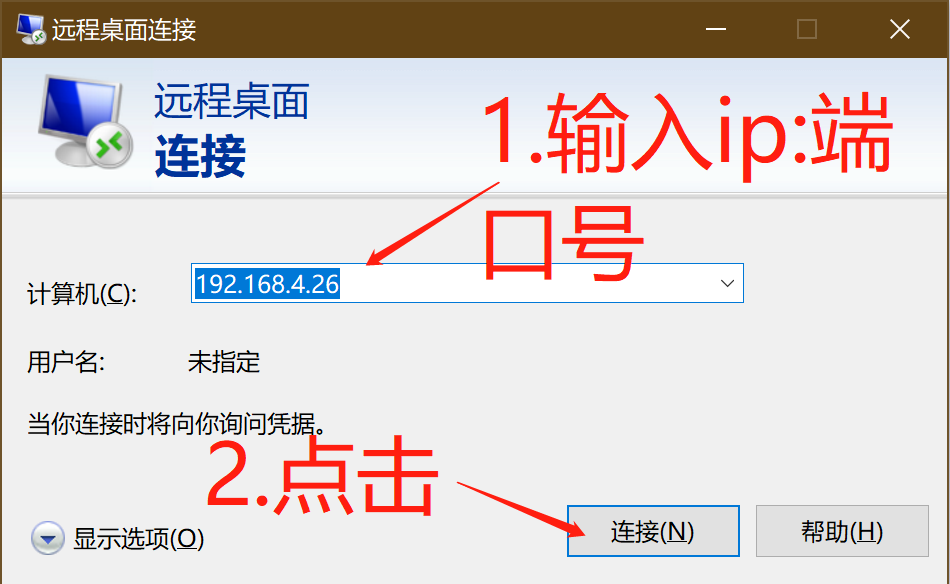 远程桌面连接
远程桌面
连接
1.输入ip:端
口号
计算机(C):
192.168.4.26
用户名:
未指定
当你连接时将向你询问凭据。
2.点击
显示选项(O)
连接(N)
帮助(H)